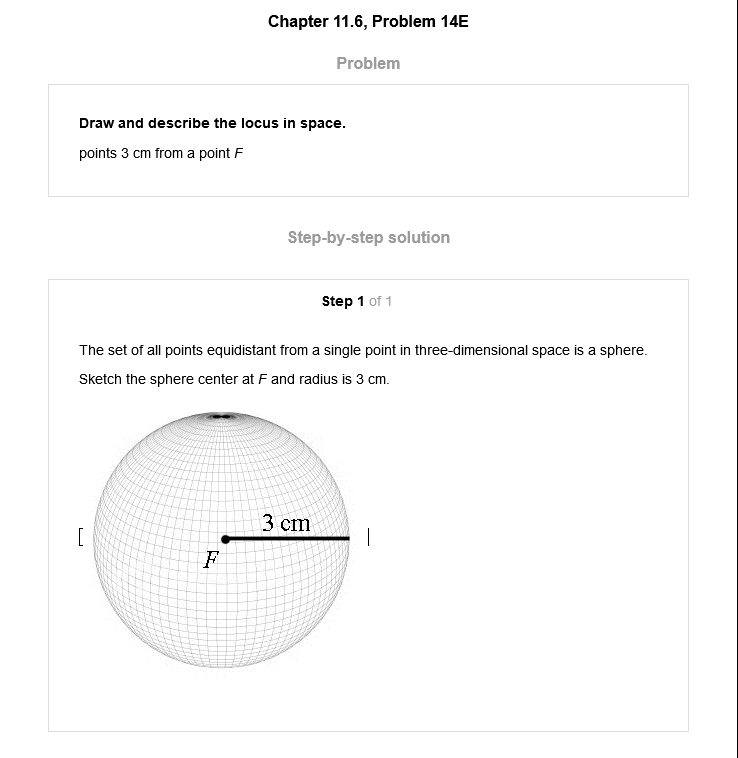 Chapter 11.6, Problem 14E
Problem
Draw and describe the locus in space.
points 3 cm from a point F
Step-by-step solution
Step 1 of 1
The set of all points equidistant from a single point in three-dimensional space is a sphere.
Sketch the sphere center at F and radius is 3 cm.
3 cm
[ |
F